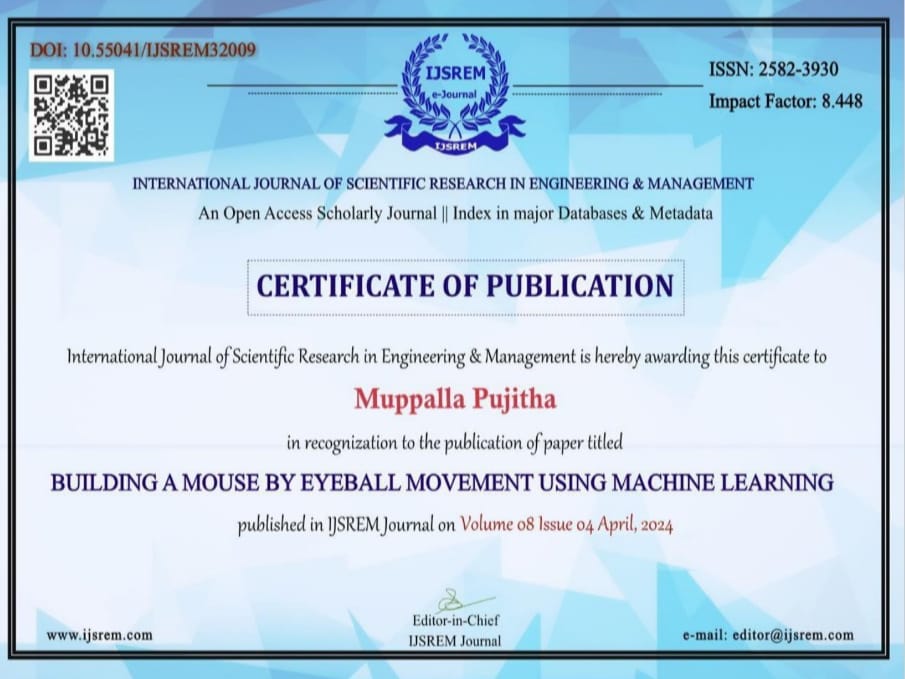 DOI: 10.55041/IJSREM32009
IJSREM
e-Journal
IJSREM
ISSN: 2582-3930
Impact Factor: 8.448
INTERNATIONAL JOURNAL OF SCIENTIFIC RESEARCH IN ENGINEERING & MANAGEMENT
An Open Access Scholarly Journal || Index in major Databases & Metadata
CERTIFICATE OF PUBLICATION
International Journal of Scientific Research in Engineering & Management is hereby awarding this certificate to
Muppalla Pujitha
in recognization to the publication of paper titled
BUILDING A MOUSE BY EYEBALL MOVEMENT USING MACHINE LEARNING
published in IJSREM Journal on Volume 08 Issue 04 April, 2024
Editor-in-Chief
IJSREM Journal
www.ijsrem.com
e-mail: editor@ijsrem.com